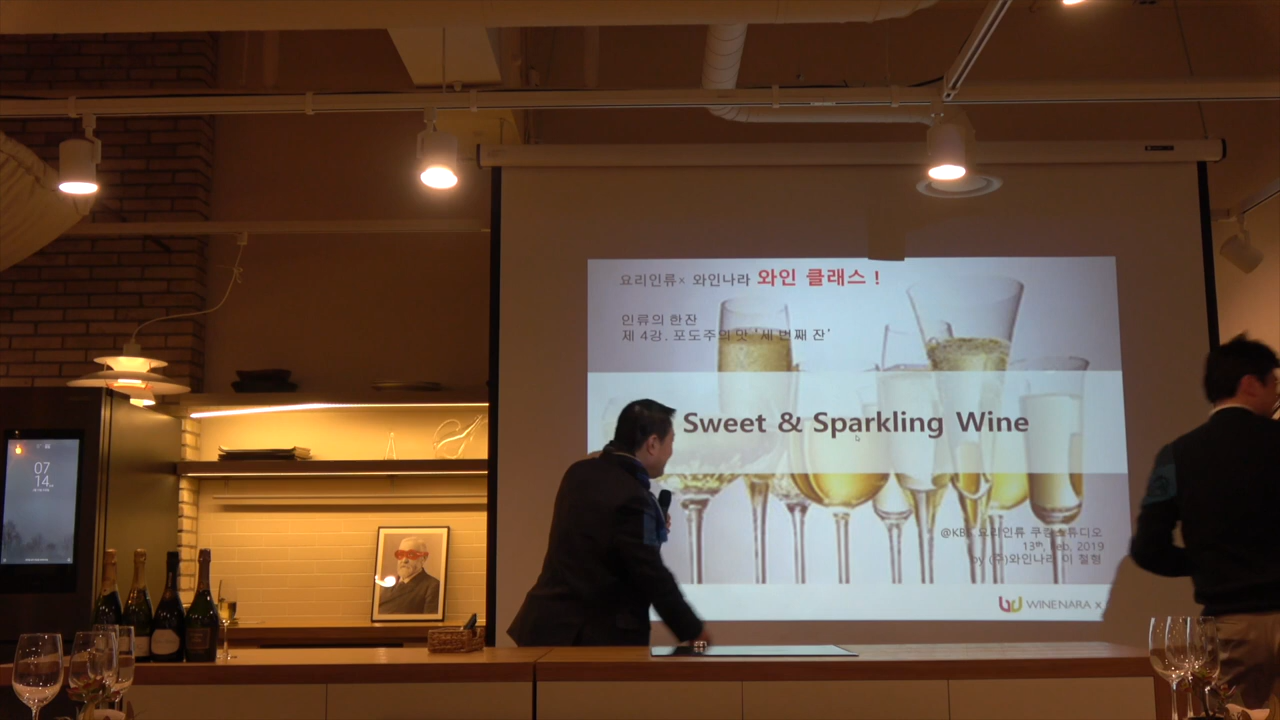 요리인류x 와인나라 와인 클래스 !
인류의 한잔
제 4강. 포도주의 맛 '세 번째 잔'
Sweet & Sparkling Wine
@KBS 요리인류 쿠킹스튜디오
13th, Feb, 2019
by (주)와인나라 이 철형
WINENARA x
07
14